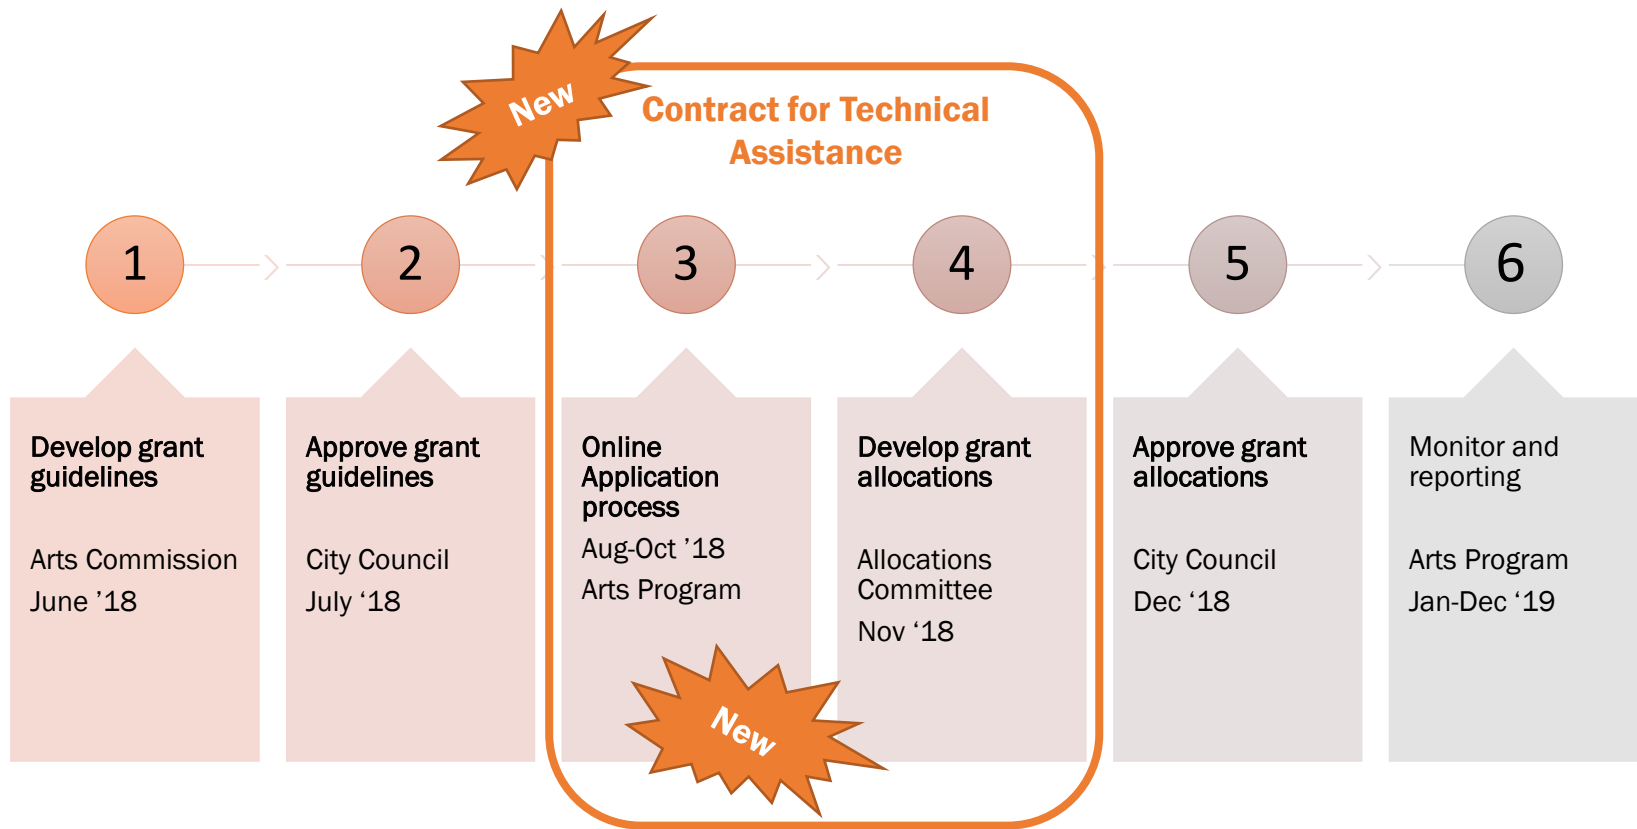 New
Contract for Technical
Assistance
1
2
3
4
5
6
Develop grant
guidelines
Arts Commission
June ’18
Approve grant
guidelines
City Council
July ‘18
Online
Application
process
Aug-Oct ’18
Arts Program
New
Develop grant
allocations
Allocations
Committee
Nov ‘18
Approve grant
allocations
City Council
Dec ‘18
Monitor and
reporting
Arts Program
Jan-Dec ‘19